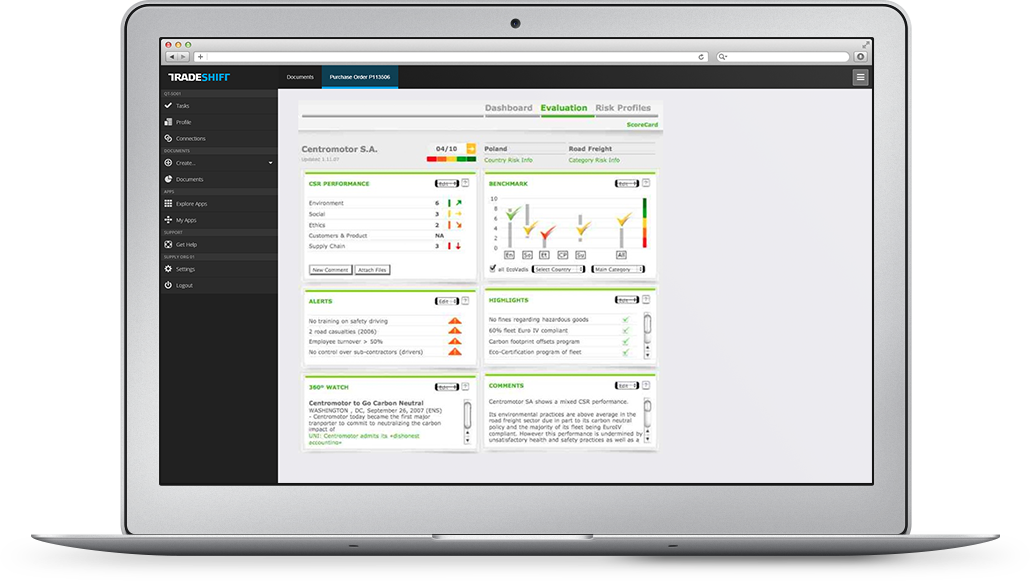 TRADESHIFT
Documents
Purchase Order P113506
Tasks
Profile
Connections
DOCUMENTS
Create...
Documents
APPS
Explore Apps
My Apps
SUPPORT
Get Help
Settings
Logout
Dashboard
Evaluation
Risk Profiles
ScoreCard
Centromotor S.A.
04/10
Poland
Road Freight
Updated 1.11.07
Country Risk Info
Category Risk Info
CSR PERFORMANCE
?
Environment 6
Social 3
Ethics 2
Customers & Product NA
Supply Chain 3
New Comment
Attach Files
BENCHMARK
?
10
8
6
4
2
0
En
So
Et
CP
Su
All
all EcoVadis
Select Country
Main Category
ALERTS
Edit
?
No training on safety driving
2 road casualties (2006)
Employee turnover > 50%
No control over sub-contractors (drivers)
HIGHLIGHTS
?
No fines regarding hazardous goods
60% fleet Euro IV compliant
Carbon footprint offsets program
Eco-Certification program of fleet
360° WATCH
?
Centromotor to Go Carbon Neutral
WASHINGTON , DC, September 26, 2007 (ENS)
- Centromotor today became the first major
tranporter to commit to neutralizing the carbon
impact of
UNI: Centromotor admits its «dishonest
accounting»
COMMENTS
Edit
?
Centromotor SA shows a mixed CSR performance.
Its environmental practices are above average in the
road freight sector due in part to its carbon neutral
policy and the majority of its fleet being EuroIV
compliant. However this performance is undermined by
unsatisfactory health and safety practices as well as a